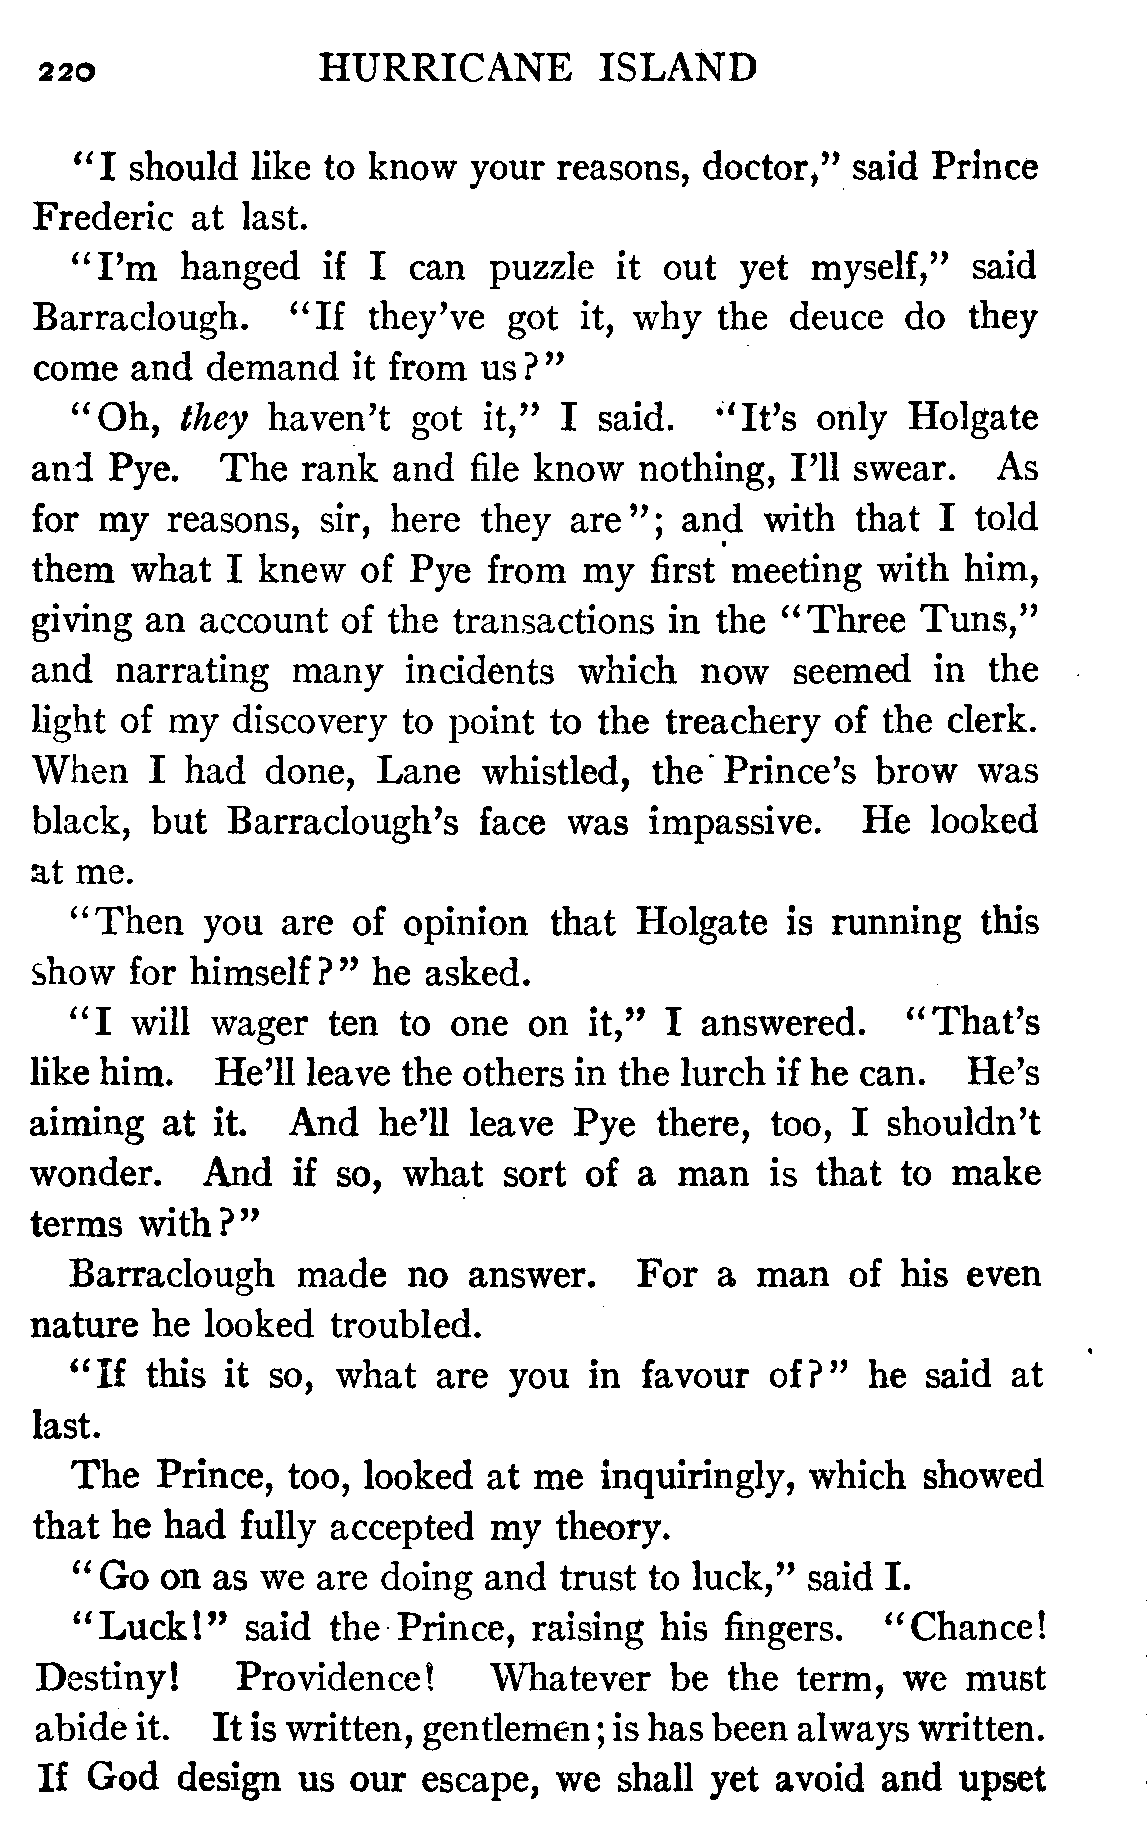 220 HURRICANE ISLAND
“I should like to know your reasons, doctor,” said Prince
Frederic at last.
“I’m hanged if I can puzzle it out yet myself,” said
Barraclough. “If they’ve got it, why the deuce do they
come and demand it from us?”
“Oh, they haven’t got it,” I said. “It’s only Holgate
and Pye. The rank and file know nothing, I’ll swear. As
for my reasons, sir, here they are”; and with that I told
them what I knew of Pye from my first meeting with him,
giving an account of the transactions in the “Three Tuns,”
and narrating many incidents which now seemed in the
light of my discovery to point to the treachery of the clerk.
When I had done, Lane whistled, the Prince’s brow was
black, but Barraclough’s face was impassive. He looked
at me.
“Then you are of opinion that Holgate is running this
show for himself?” he asked.
“I will wager ten to one on it,” I answered. “That’s
like him. He’ll leave the others in the lurch if he can. He’s
aiming at it. And he’ll leave Pye there, too, I shouldn’t
wonder. And if so, what sort of a man is that to make
terms with?”
Barraclough made no answer. For a man of his even
nature he looked troubled.
“If this it so, what are you in favour of?” he said at
last.
The Prince, too, looked at me inquiringly, which showed
that he had fully accepted my theory.
“Go on as we are doing and trust to luck,” said I.
“Luck!” said the Prince, raising his fingers. “Chance!
Destiny! Providence! Whatever be the term, we must
abide it. It is written, gentlemen; is has been always written.
If God design us our escape, we shall yet avoid and upset